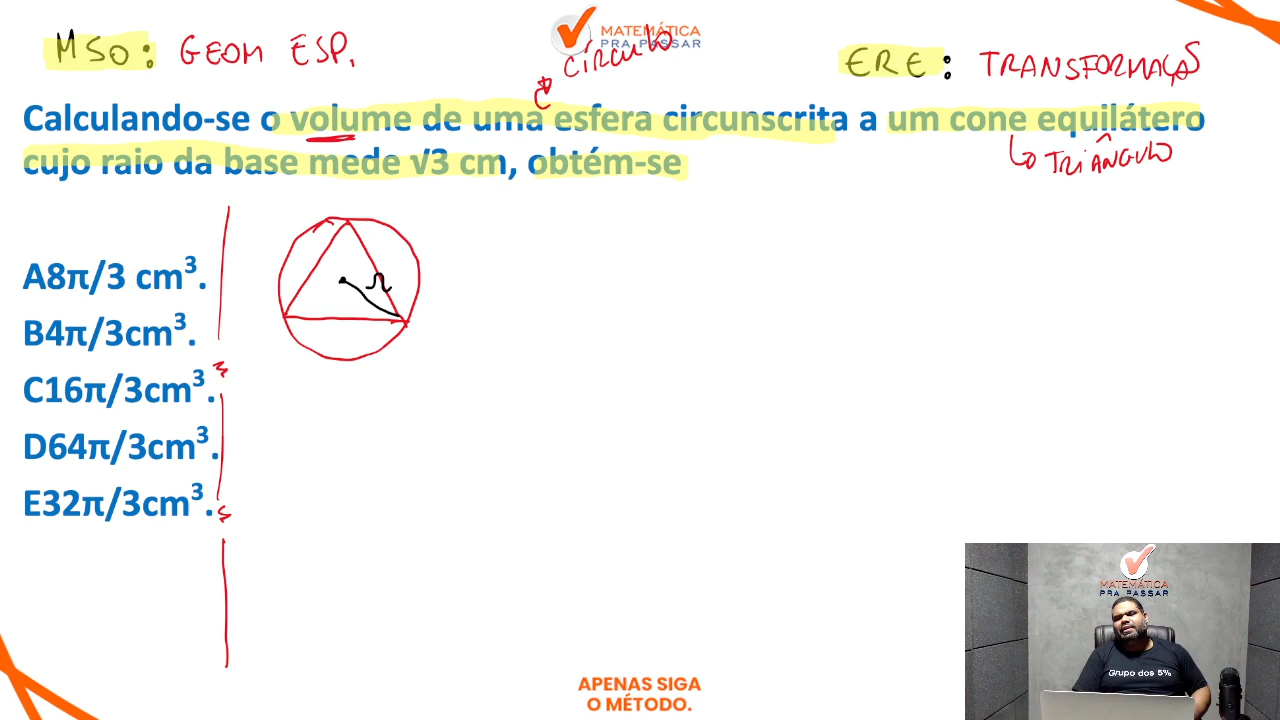 MSO: GEOM ESP.
MATEMÁTICA
PRA PASSAR
círculo
ERE: TRANSFORMAÇÃO
Calculando-se o volume de uma esfera circunscrita a um cone equilátero
cujo raio da base mede √3 cm, obtém-se
TRIÂNGULO
A8π/3 cm³.
B4π/3cm³.
C16π/3cm³.
D64π/3cm³.
E32π/3cm³.
MATEMÁTICA
PRA PASSAR
Grupo dos 5%
APENAS SIGA
O MÉTODO.